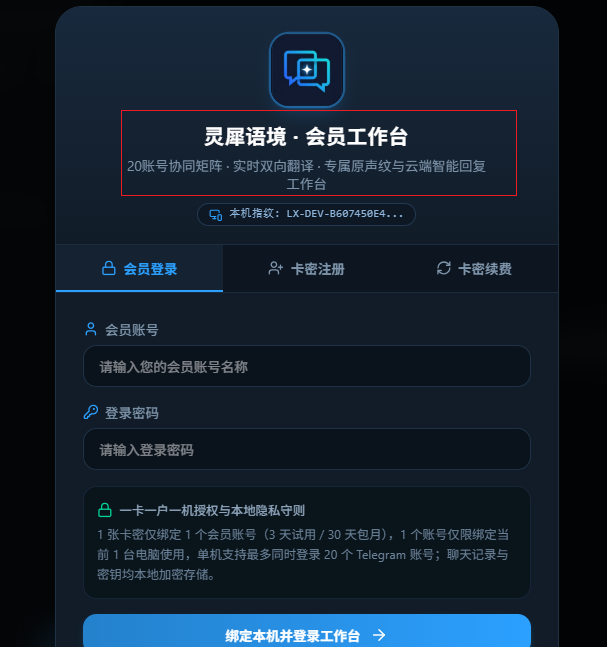 灵犀语境 · 会员工作台
20账号协同矩阵 · 实时双向翻译 · 专属原声纹与云端智能回复
工作台
本机指纹: LX-DEV-B607450E4...
会员登录
卡密注册
卡密续费
会员账号
请输入您的会员账号名称
登录密码
请输入登录密码
一卡一户一机授权与本地隐私守则
1 张卡密仅绑定 1 个会员账号（3 天试用 / 30 天包月），1 个账号仅限绑定当
前 1 台电脑使用，单机支持最多同时登录 20 个 Telegram 账号；聊天记录与
密钥均本地加密存储。
绑定本机并登录工作台 →